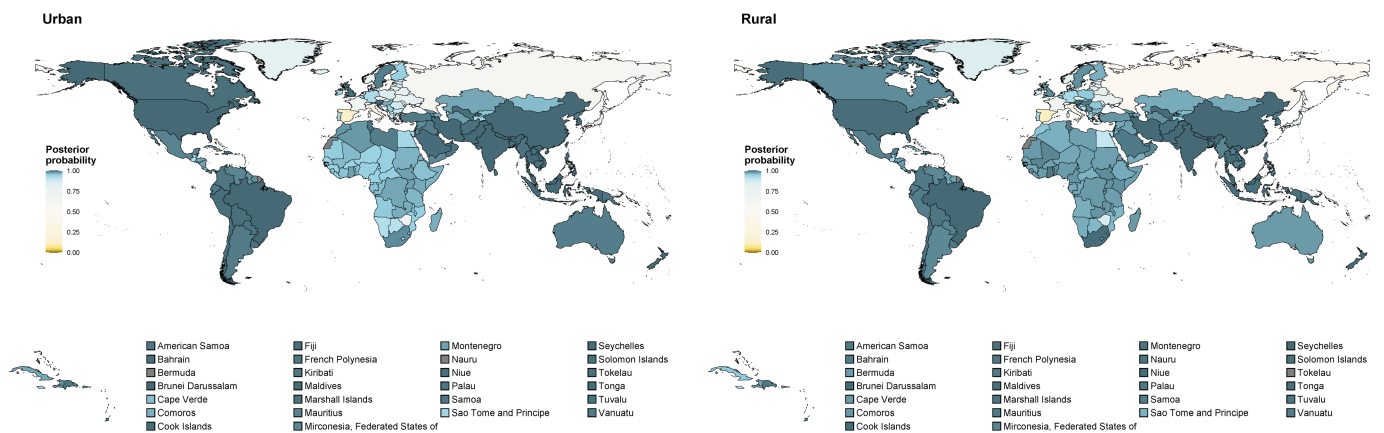 Urban
Rural
Posterior
probability
1.00
0.75
0.50
0.25
0.00
Posterior
probability
1.00
0.75
0.50
0.25
0.00
American Samoa
Bahrain
Bermuda
Brunei Darussalam
Cape Verde
Comoros
Cook Islands
Fiji
French Polynesia
Kiribati
Maldives
Marshall Islands
Mauritius
Mirconesia, Federated States of
Montenegro
Nauru
Niue
Palau
Samoa
Sao Tome and Principe
Seychelles
Solomon Islands
Tokelau
Tonga
Tuvalu
Vanuatu
American Samoa
Bahrain
Bermuda
Brunei Darussalam
Cape Verde
Comoros
Cook Islands
Fiji
French Polynesia
Kiribati
Maldives
Marshall Islands
Mauritius
Mirconesia, Federated States of
Montenegro
Nauru
Niue
Palau
Samoa
Sao Tome and Principe
Seychelles
Solomon Islands
Tokelau
Tonga
Tuvalu
Vanuatu